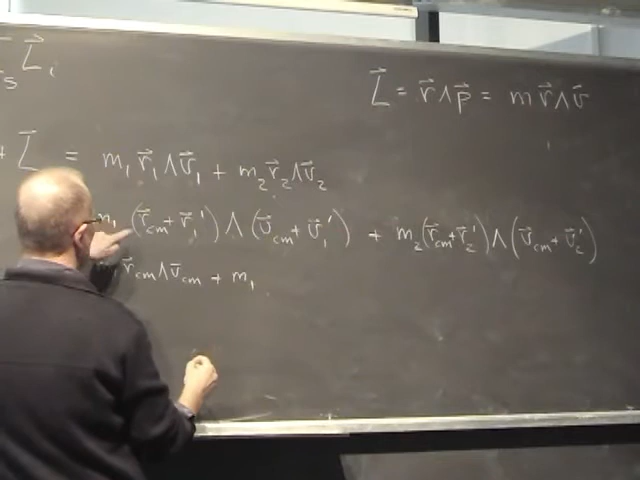 L⃗ᵢ
s
L⃗ = r⃗ ∧ p⃗ = m r⃗ ∧ v⃗
+ L⃗ = m₁ r⃗₁ ∧ v⃗₁ + m₂ r⃗₂ ∧ v⃗₂
m₁ (r⃗cm + r⃗₁') ∧ (v⃗cm + v⃗₁') + m₂ (r⃗cm + r⃗₂') ∧ (v⃗cm + v⃗₂')
r⃗cm ∧ v⃗cm + m₁